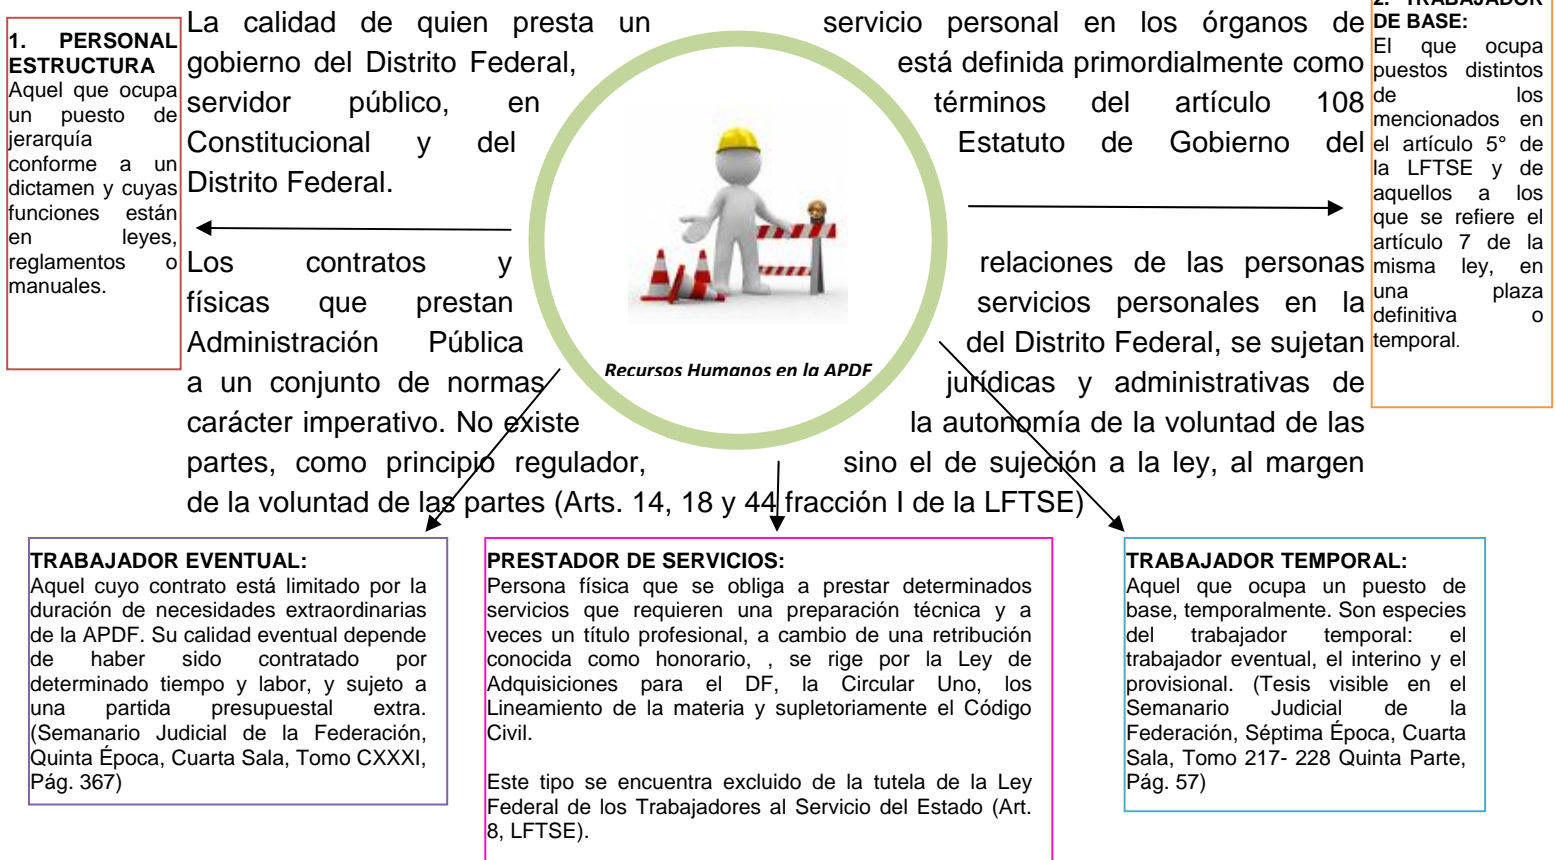 La calidad de quien presta un servicio personal en los órganos de
gobierno del Distrito Federal, está definida primordialmente como
servidor público, en términos del artículo 108
Constitucional y del Estatuto de Gobierno del
Distrito Federal.
Los contratos y relaciones de las personas
físicas que prestan servicios personales en la
Administración Pública del Distrito Federal, se sujetan
a un conjunto de normas jurídicas y administrativas de
carácter imperativo. No existe la autonomía de la voluntad de las
partes, como principio regulador, sino el de sujeción a la ley, al margen
de la voluntad de las partes (Arts. 14, 18 y 44 fracción I de la LFTSE)
1. PERSONAL
ESTRUCTURA
Aquel que ocupa
un puesto de
jerarquía
conforme a un
dictamen y cuyas
funciones están
en leyes,
reglamentos o
manuales.
Recursos Humanos en la APDF
2. TRABAJADOR
DE BASE:
El que ocupa
puestos distintos
de los
mencionados en
el artículo 5° de
la LFTSE y de
aquellos a los
que se refiere el
artículo 7 de la
misma ley, en
una plaza
definitiva o
temporal.
TRABAJADOR EVENTUAL:
Aquel cuyo contrato está limitado por la
duración de necesidades extraordinarias
de la APDF. Su calidad eventual depende
de haber sido contratado por
determinado tiempo y labor, y sujeto a
una partida presupuestal extra.
(Semanario Judicial de la Federación,
Quinta Época, Cuarta Sala, Tomo CXXXI,
Pág. 367)
PRESTADOR DE SERVICIOS:
Persona física que se obliga a prestar determinados
servicios que requieren una preparación técnica y a
veces un título profesional, a cambio de una retribución
conocida como honorario, , se rige por la Ley de
Adquisiciones para el DF, la Circular Uno, los
Lineamiento de la materia y supletoriamente el Código
Civil.
Este tipo se encuentra excluido de la tutela de la Ley
Federal de los Trabajadores al Servicio del Estado (Art.
8, LFTSE).
TRABAJADOR TEMPORAL:
Aquel que ocupa un puesto de
base, temporalmente. Son especies
del trabajador temporal: el
trabajador eventual, el interino y el
provisional. (Tesis visible en el
Semanario Judicial de la
Federación, Séptima Época, Cuarta
Sala, Tomo 217- 228 Quinta Parte,
Pág. 57)